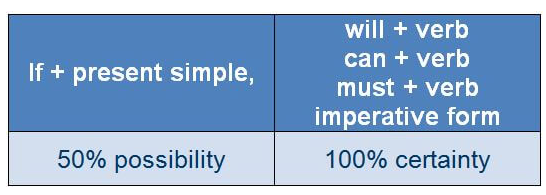 If + present simple,
will + verb
can + verb
must + verb
imperative form
50% possibility
100% certainty